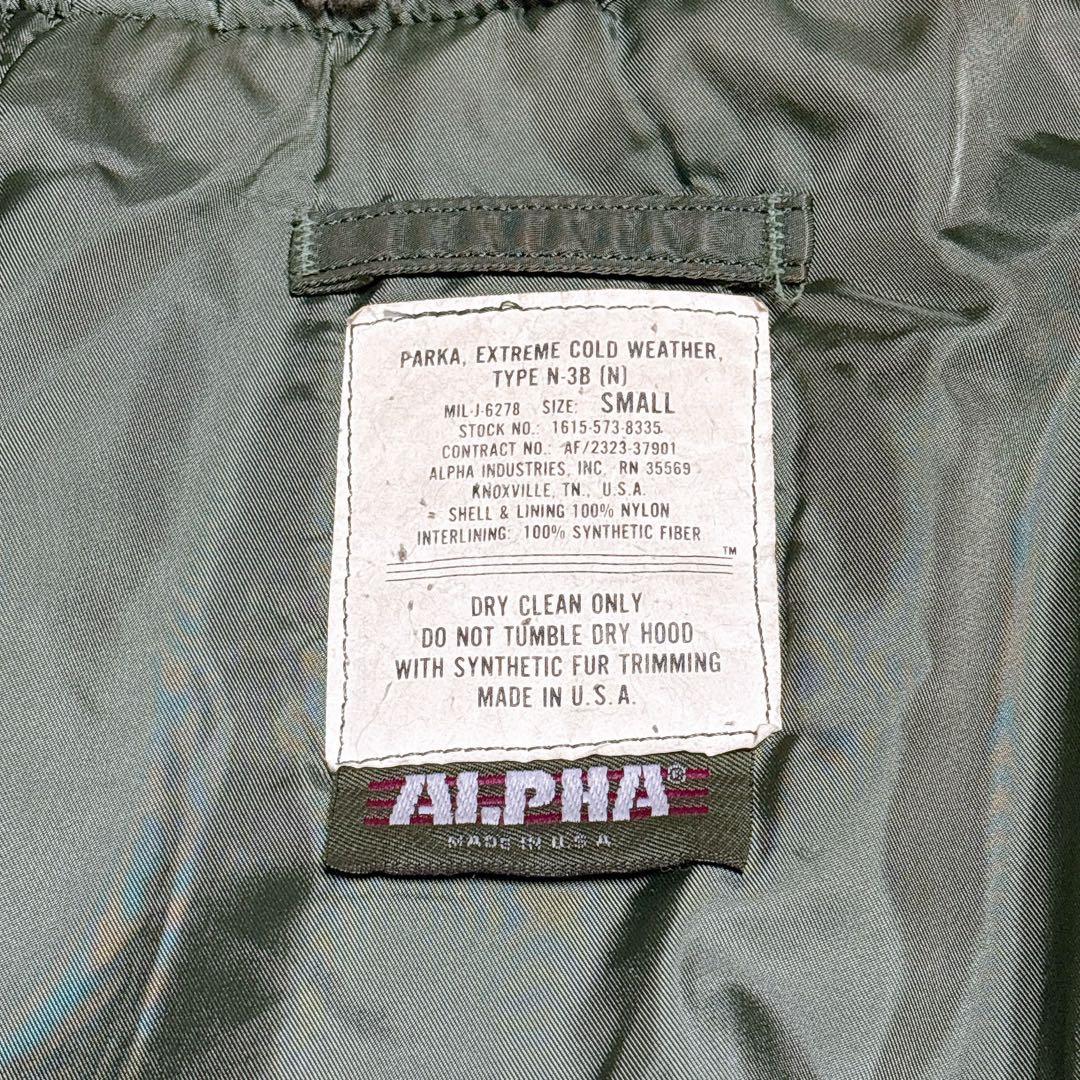 PARKA, EXTREME COLD WEATHER,
TYPE N-3B (N)
MIL-J-6278 SIZE: SMALL
STOCK NO.: 1615-573-8335
CONTRACT NO.: AF/2323-37901
ALPHA INDUSTRIES, INC. RN 35569
KNOXVILLE, TN., U.S.A.
SHELL & LINING 100% NYLON
INTERLINING: 100% SYNTHETIC FIBER
TM
DRY CLEAN ONLY
DO NOT TUMBLE DRY HOOD
WITH SYNTHETIC FUR TRIMMING
MADE IN U.S.A.
ALPHA®
MADE IN U.S.A